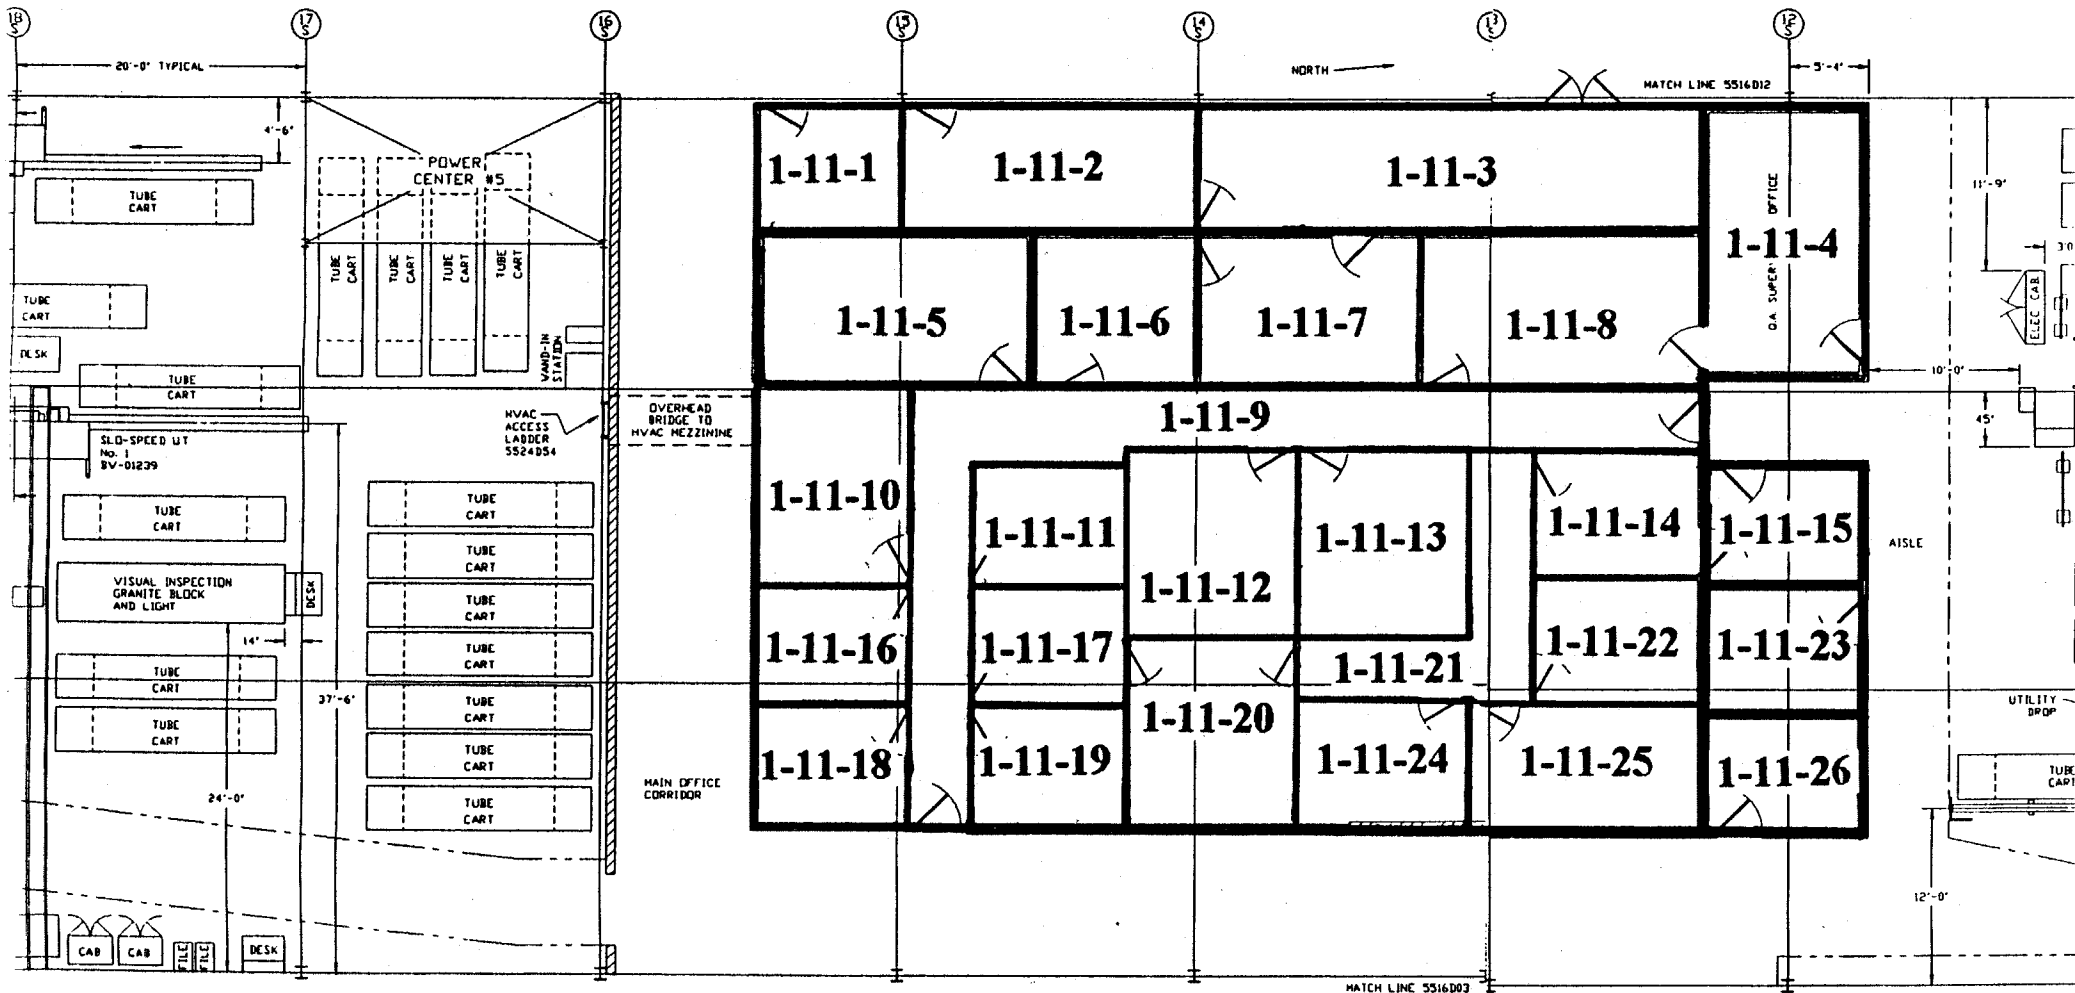 18
S
17
S
16
S
15
S
14
S
13
S
12
S
20'-0" TYPICAL
NORTH
MATCH LINE 5516D12
5'-4"
4'-6"
POWER
CENTER #5
TUBE
CART
TUBE
CART
TUBE
CART
TUBE
CART
TUBE
CART
TUBE
CART
DESK
TUBE
CART
WAND-IN
STATION
HVAC
ACCESS
LADDER
5524D54
OVERHEAD
BRIDGE TO
HVAC MEZZININE
SLO-SPEED UT
No. 1
BV-01239
TUBE
CART
VISUAL INSPECTION
GRANITE BLOCK
AND LIGHT
DESK
14"
TUBE
CART
TUBE
CART
37'-6"
24'-0"
TUBE
CART
TUBE
CART
TUBE
CART
TUBE
CART
TUBE
CART
TUBE
CART
TUBE
CART
CAB
CAB
FILE
FILE
DESK
MAIN OFFICE
CORRIDOR
1-11-1
1-11-2
1-11-3
1-11-4
Q.A. SUPER
OFFICE
1-11-5
1-11-6
1-11-7
1-11-8
1-11-9
1-11-10
1-11-11
1-11-12
1-11-13
1-11-14
1-11-15
1-11-16
1-11-17
1-11-18
1-11-19
1-11-20
1-11-21
1-11-22
1-11-23
1-11-24
1-11-25
1-11-26
11'-9"
3'0
ELEC CAB
10'-0"
45"
AISLE
UTILITY
DROP
TUBE
CART
12'-0"
MATCH LINE 5516D03